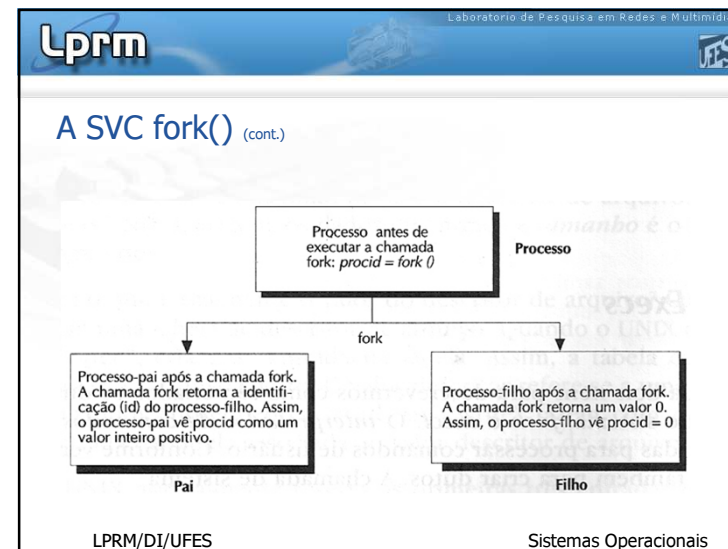 Laboratorio de Pesquisa em Redes e Multimidia
Lprm
UFES
A SVC fork() (cont.)
Processo antes de
executar a chamada
fork: procid = fork ()
Processo
fork
Processo-pai após a chamada fork.
A chamada fork retorna a identifi-
cação (id) do processo-filho. Assim,
o processo-pai vê procid como um
valor inteiro positivo.
Pai
Processo-filho após a chamada fork.
A chamada fork retorna um valor 0.
Assim, o processo-flho vê procid = 0
Filho
LPRM/DI/UFES
Sistemas Operacionais